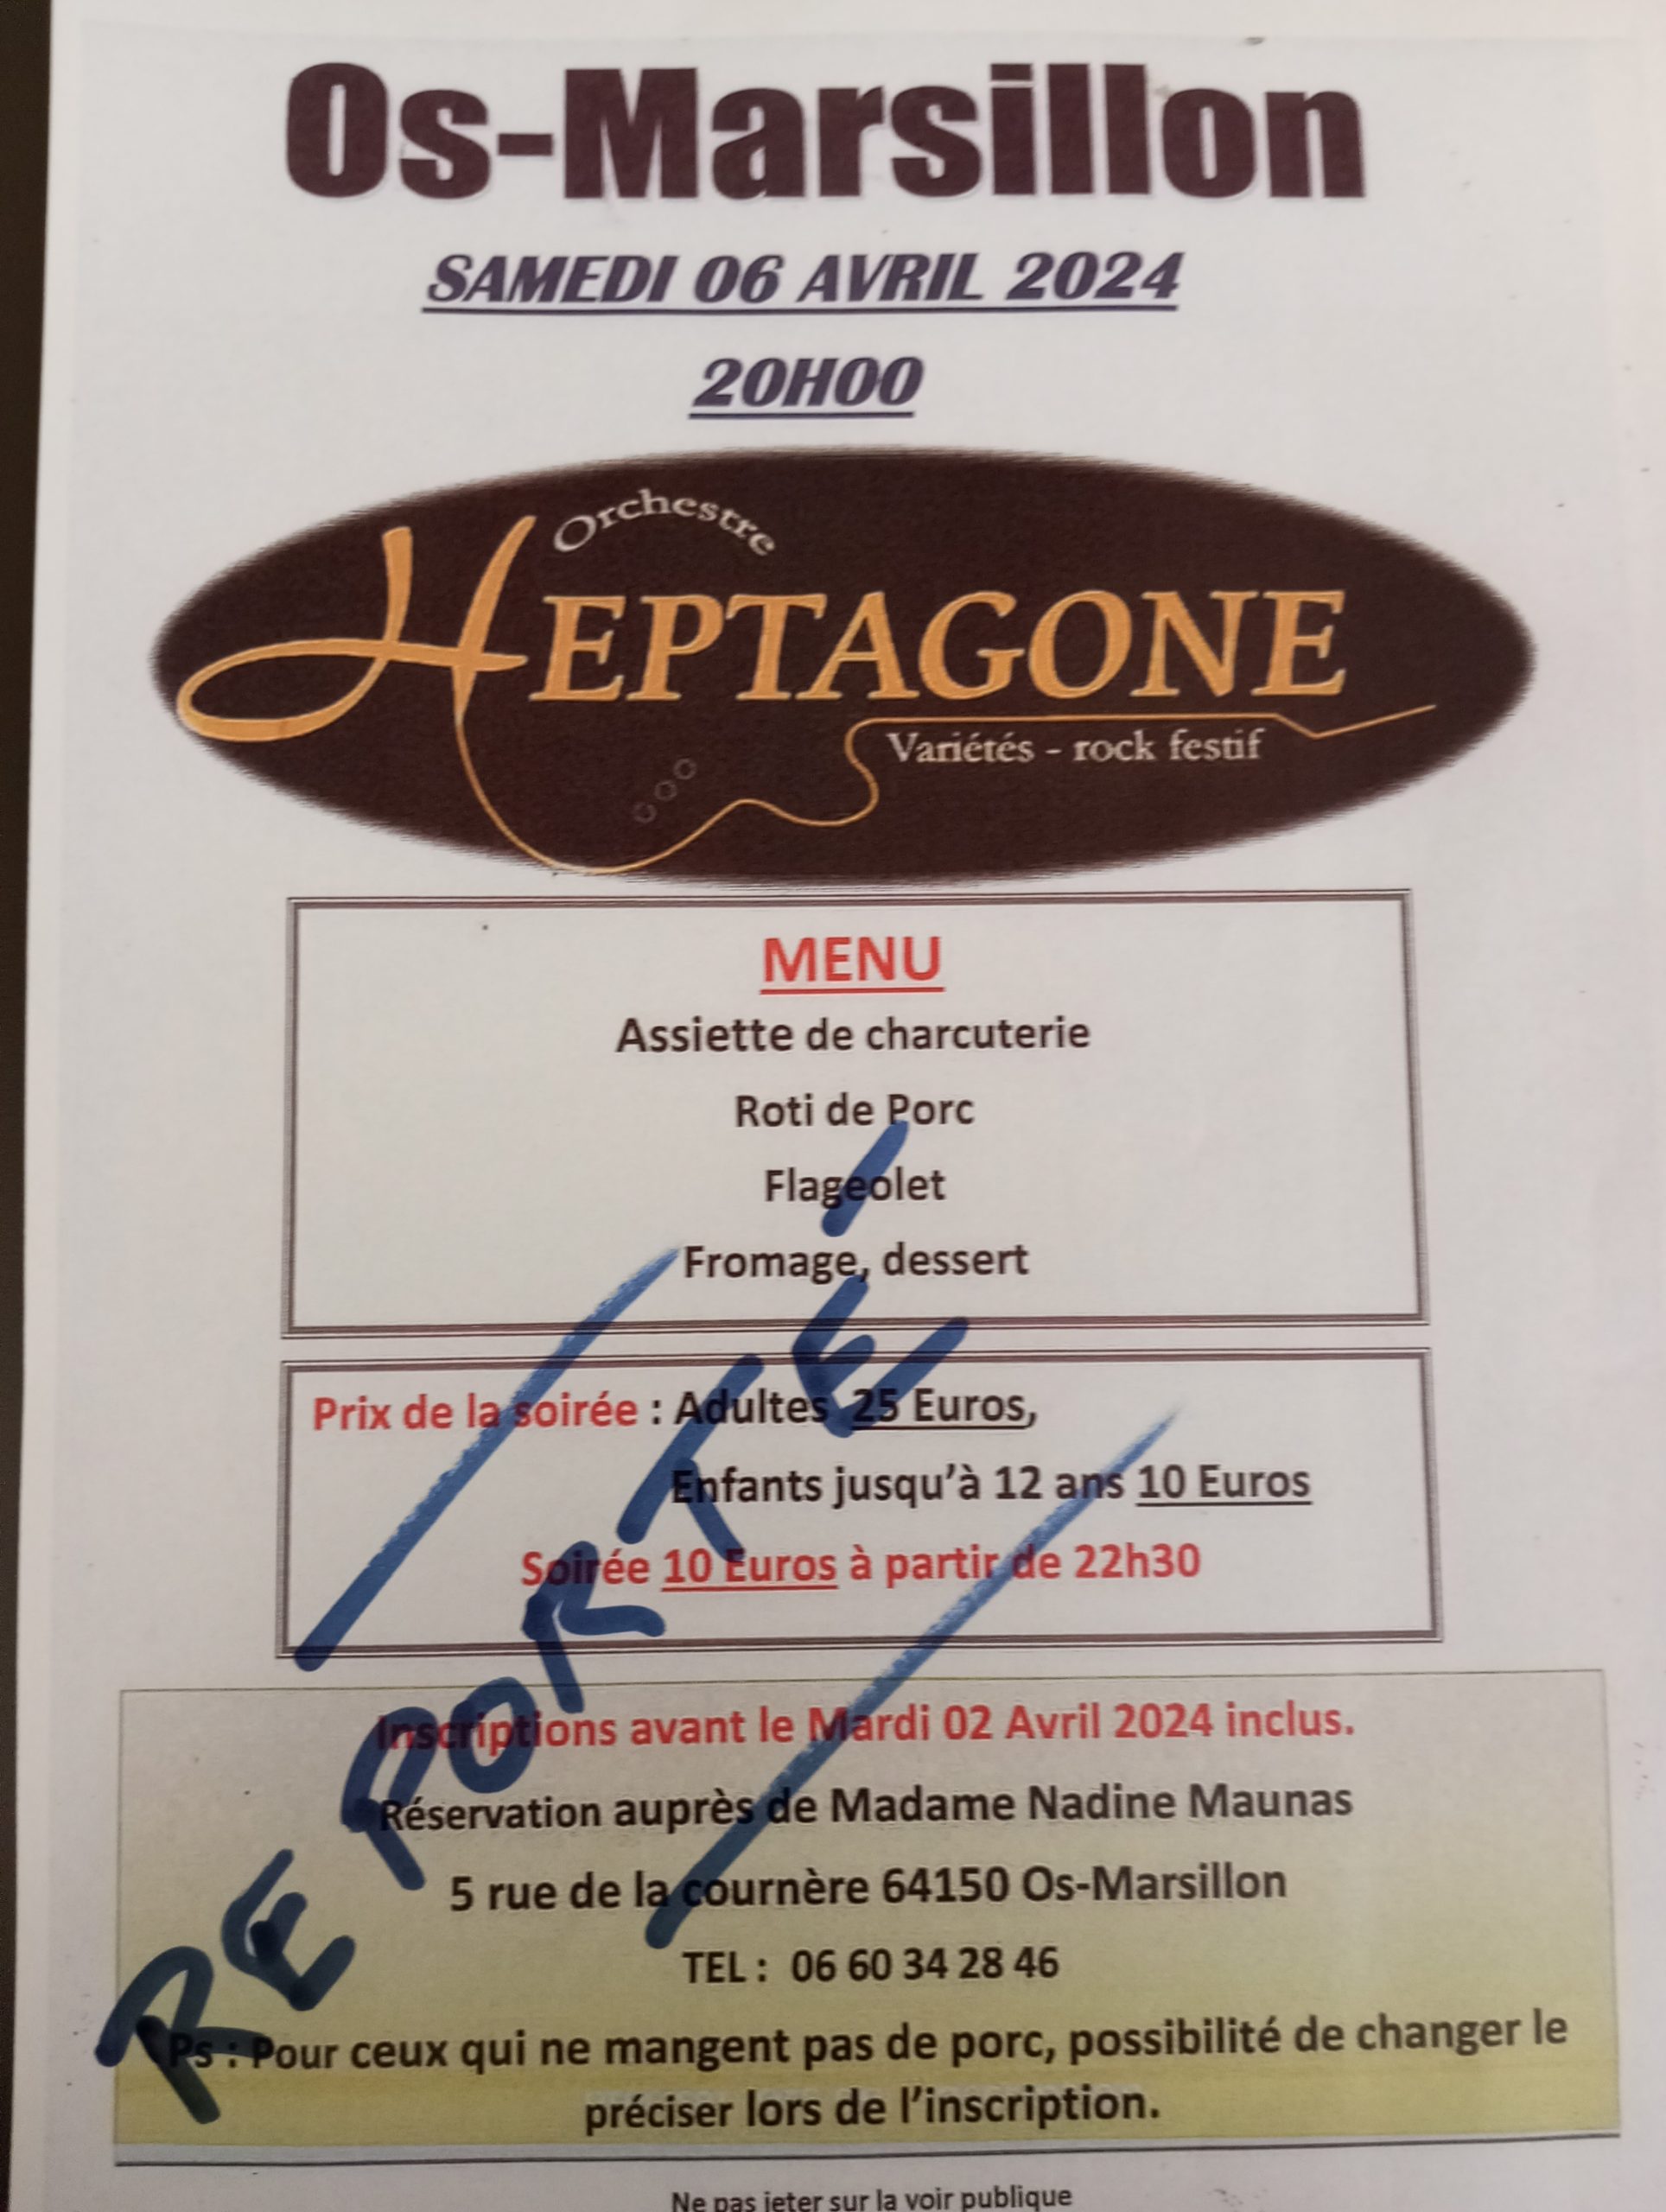 Os-Marsillon
SAMEDI 06 AVRIL 2024
20H00
Orchestre
HEPTAGONE
Variétés - rock festif
MENU
Assiette de charcuterie
Roti de Porc
Flageolet
Fromage, dessert
Prix de la soirée : Adultes 25 Euros,
Enfants jusqu'à 12 ans 10 Euros
Soirée 10 Euros à partir de 22h30
REPORTÉ
Inscriptions avant le Mardi 02 Avril 2024 inclus.
Réservation auprès de Madame Nadine Maunas
5 rue de la cournère 64150 Os-Marsillon
TEL : 06 60 34 28 46
Ps : Pour ceux qui ne mangent pas de porc, possibilité de changer le
préciser lors de l'inscription.
Ne pas jeter sur la voir publique